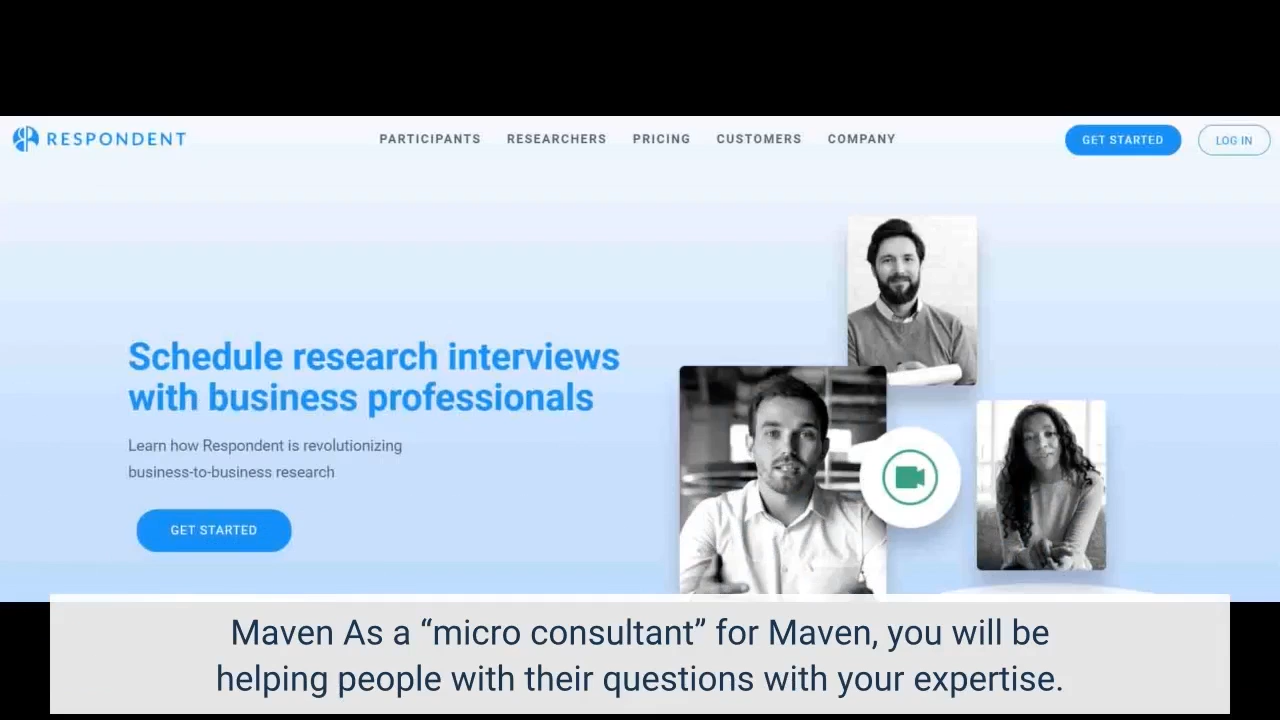 RESPONDENT
PARTICIPANTS RESEARCHERS PRICING CUSTOMERS COMPANY
GET STARTED
LOG IN
Schedule research interviews
with business professionals
Learn how Respondent is revolutionizing
business-to-business research
GET STARTED
Maven As a “micro consultant” for Maven, you will be
helping people with their questions with your expertise.